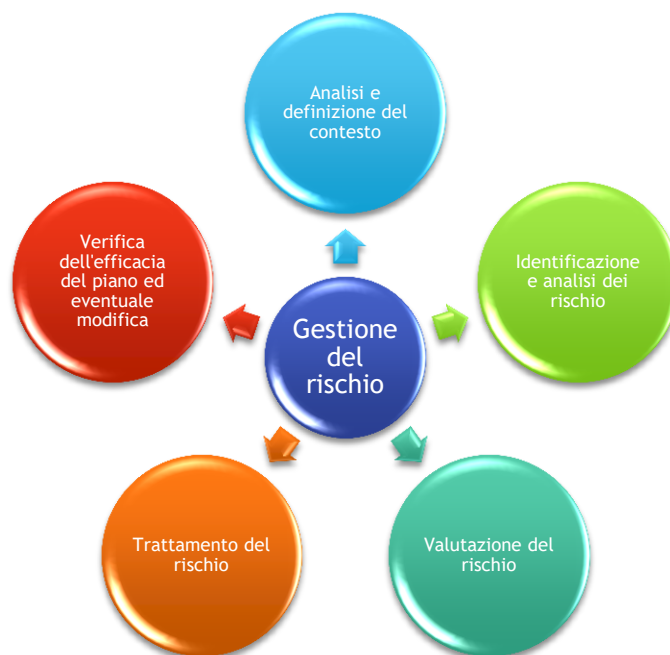 Analisi e
definizione del
contesto
Identificazione
e analisi dei
rischio
Valutazione del
rischio
Trattamento del
rischio
Verifica
dell'efficacia
del piano ed
eventuale
modifica
Gestione
del
rischio